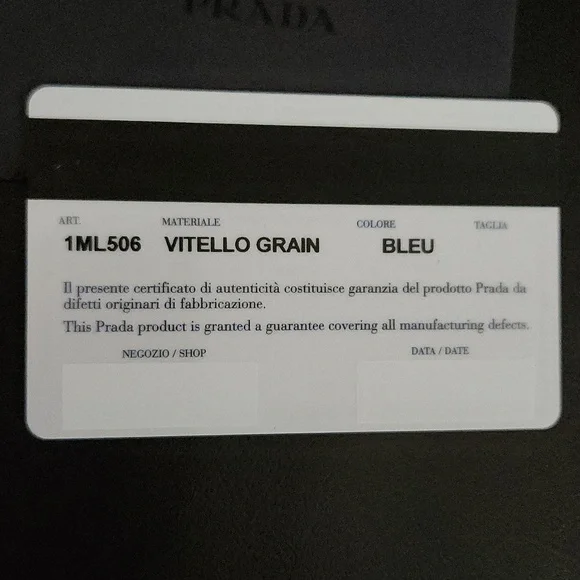 PRADA
ART. MATERIALE COLORE TAGLIA
1ML506 VITELLO GRAIN BLEU
Il presente certificato di autenticità costituisce garanzia del prodotto Prada da
difetti originari di fabbricazione.
This Prada product is granted a guarantee covering all manufacturing defects.
NEGOZIO / SHOP DATA / DATE